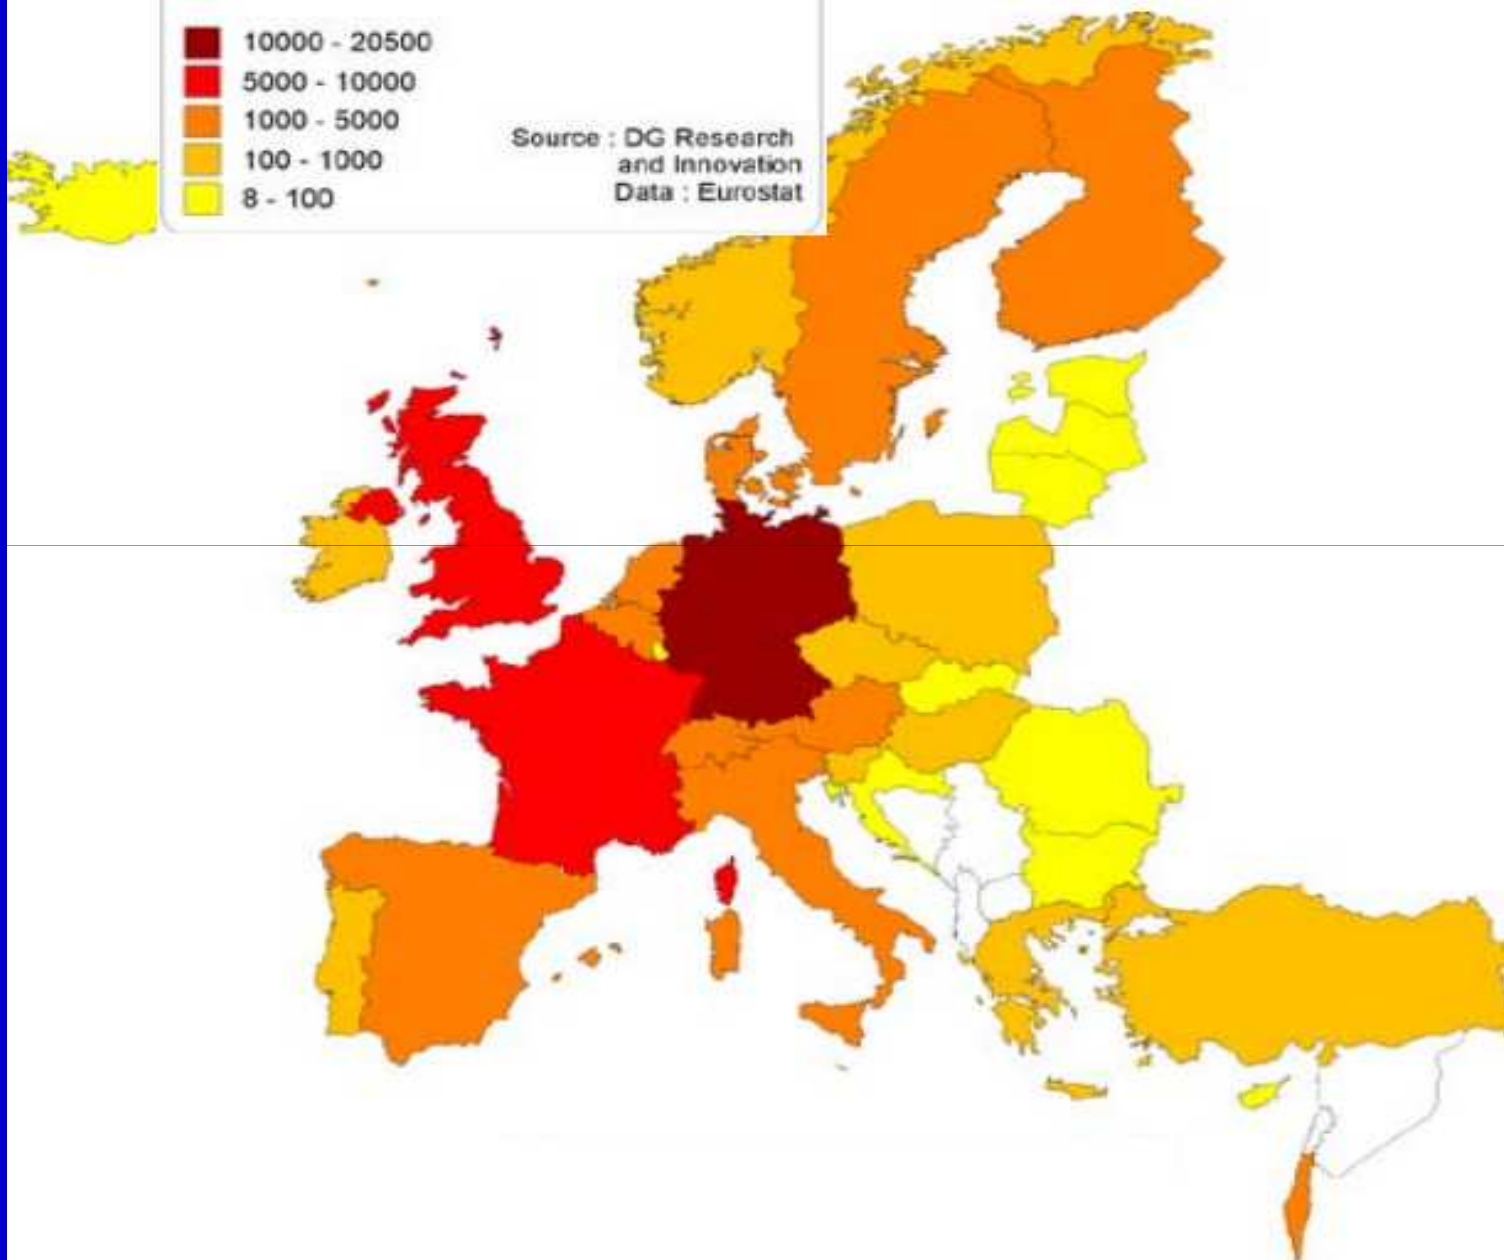 10000 - 20500
5000 - 10000
1000 - 5000
100 - 1000
8 - 100
Source : DG Research
and Innovation
Data : Eurostat